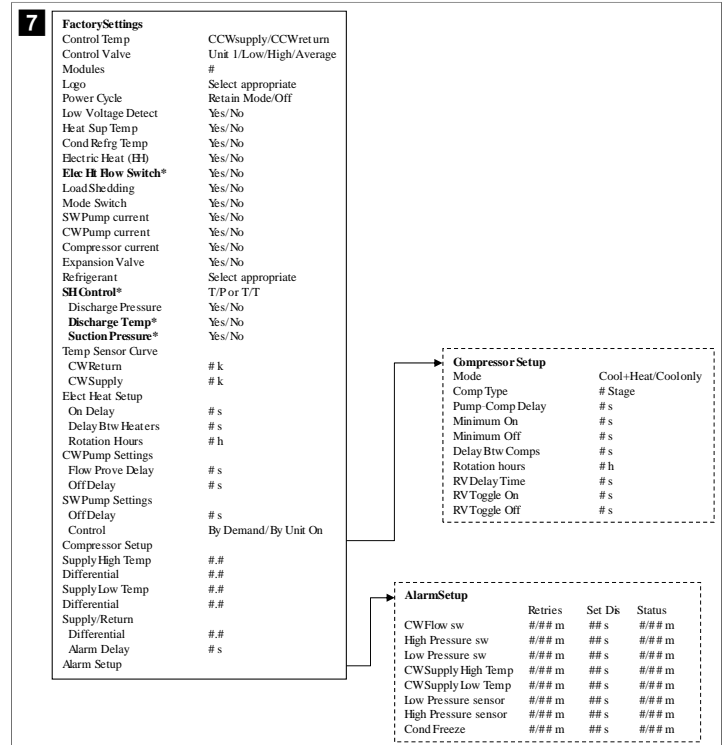 7
FactorySettings
Control Temp CCWsupply/CCWreturn
Control Valve Unit 1/Low/High/Average
Modules #
Logo Select appropriate
Power Cycle Retain Mode/Off
Low Voltage Detect Yes/No
Heat Sup Temp Yes/No
Cond Refrg Temp Yes/No
Electric Heat (EH) Yes/No
Elec Ht Flow Switch* Yes/No
Load Shedding Yes/No
Mode Switch Yes/No
SWPump current Yes/No
CWPump current Yes/No
Compressor current Yes/No
Expansion Valve Yes/No
Refrigerant Select appropriate
SHControl* T/P or T/T
Discharge Pressure Yes/No
Discharge Temp* Yes/No
Suction Pressure* Yes/No
Temp Sensor Curve
CWReturn # k
CWSupply # k
Elect Heat Setup
On Delay # s
Delay Btw Heaters # s
Rotation Hours # h
CWPump Settings
Flow Prove Delay # s
Off Delay # s
SWPump Settings
Off Delay # s
Control By Demand/By Unit On
Compressor Setup
Supply High Temp #.#
Differential #.#
Supply Low Temp #.#
Differential #.#
Supply/Return
Differential #.#
Alarm Delay # s
Alarm Setup
Compressor Setup
Mode Cool+Heat/Cool only
Comp Type # Stage
Pump-Comp Delay # s
Minimum On # s
Minimum Off # s
Delay Btw Comps # s
Rotation hours # h
RVDelay Time # s
RVToggle On # s
RVToggle Off # s
AlarmSetup
Retries Set Dis Status
CWFlow sw #/## m ## s #/## m
High Pressure sw #/## m ## s #/## m
Low Pressure sw #/## m ## s #/## m
CWSupply High Temp #/## m ## s #/## m
CWSupply Low Temp #/## m ## s #/## m
Low Pressure sensor #/## m ## s #/## m
High Pressure sensor #/## m ## s #/## m
Cond Freeze #/## m ## s #/## m